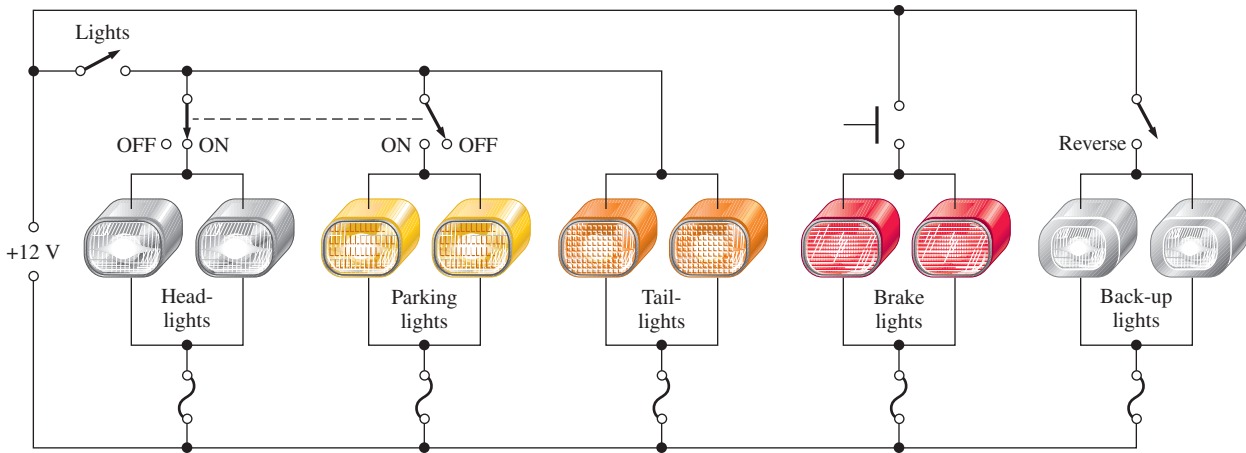 Lights
OFF
ON
ON
OFF
Reverse
+12 V
Head-
lights
Parking
lights
Tail-
lights
Brake
lights
Back-up
lights